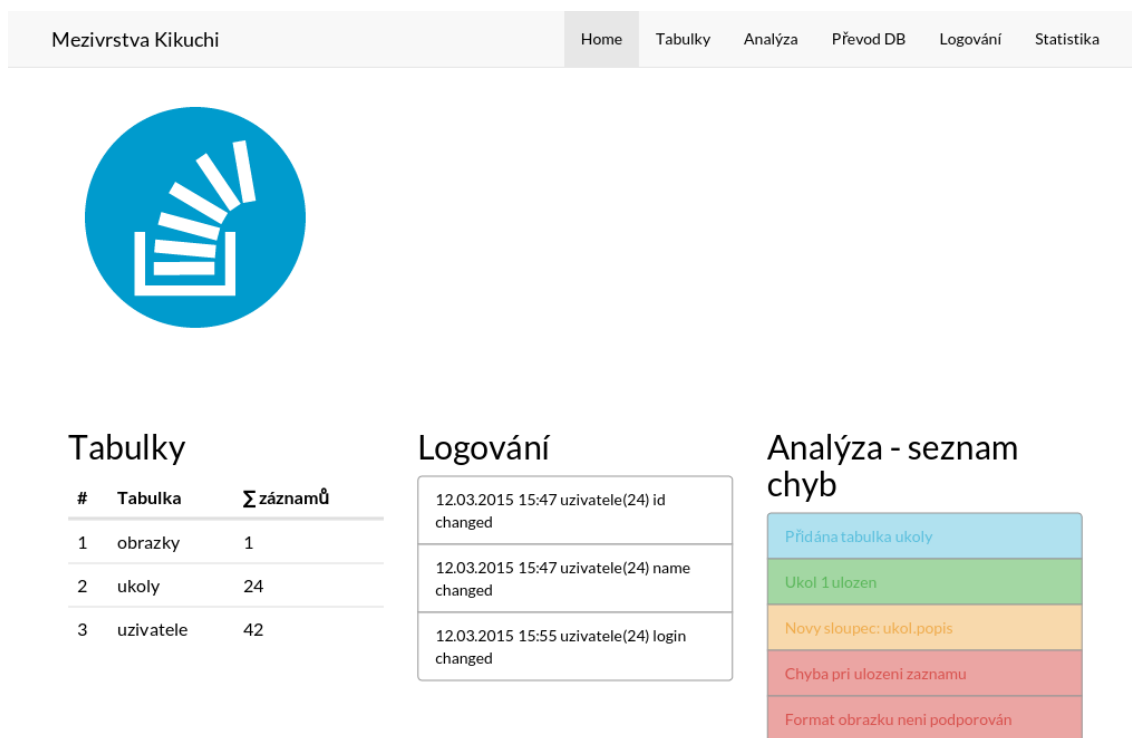 Mezivrstva Kikuchi
Home Tabulky Analýza Převod DB Logování Statistika
Tabulky
# Tabulka ∑ záznamů
1 obrazky 1
2 ukoly 24
3 uzivatele 42
Logování
12.03.2015 15:47 uzivatele(24) id
changed
12.03.2015 15:47 uzivatele(24) name
changed
12.03.2015 15:55 uzivatele(24) login
changed
Analýza - seznam
chyb
Přidána tabulka ukoly
Ukol 1 ulozen
Novy sloupec: ukol.popis
Chyba pri ulozeni zaznamu
Format obrazku neni podporován